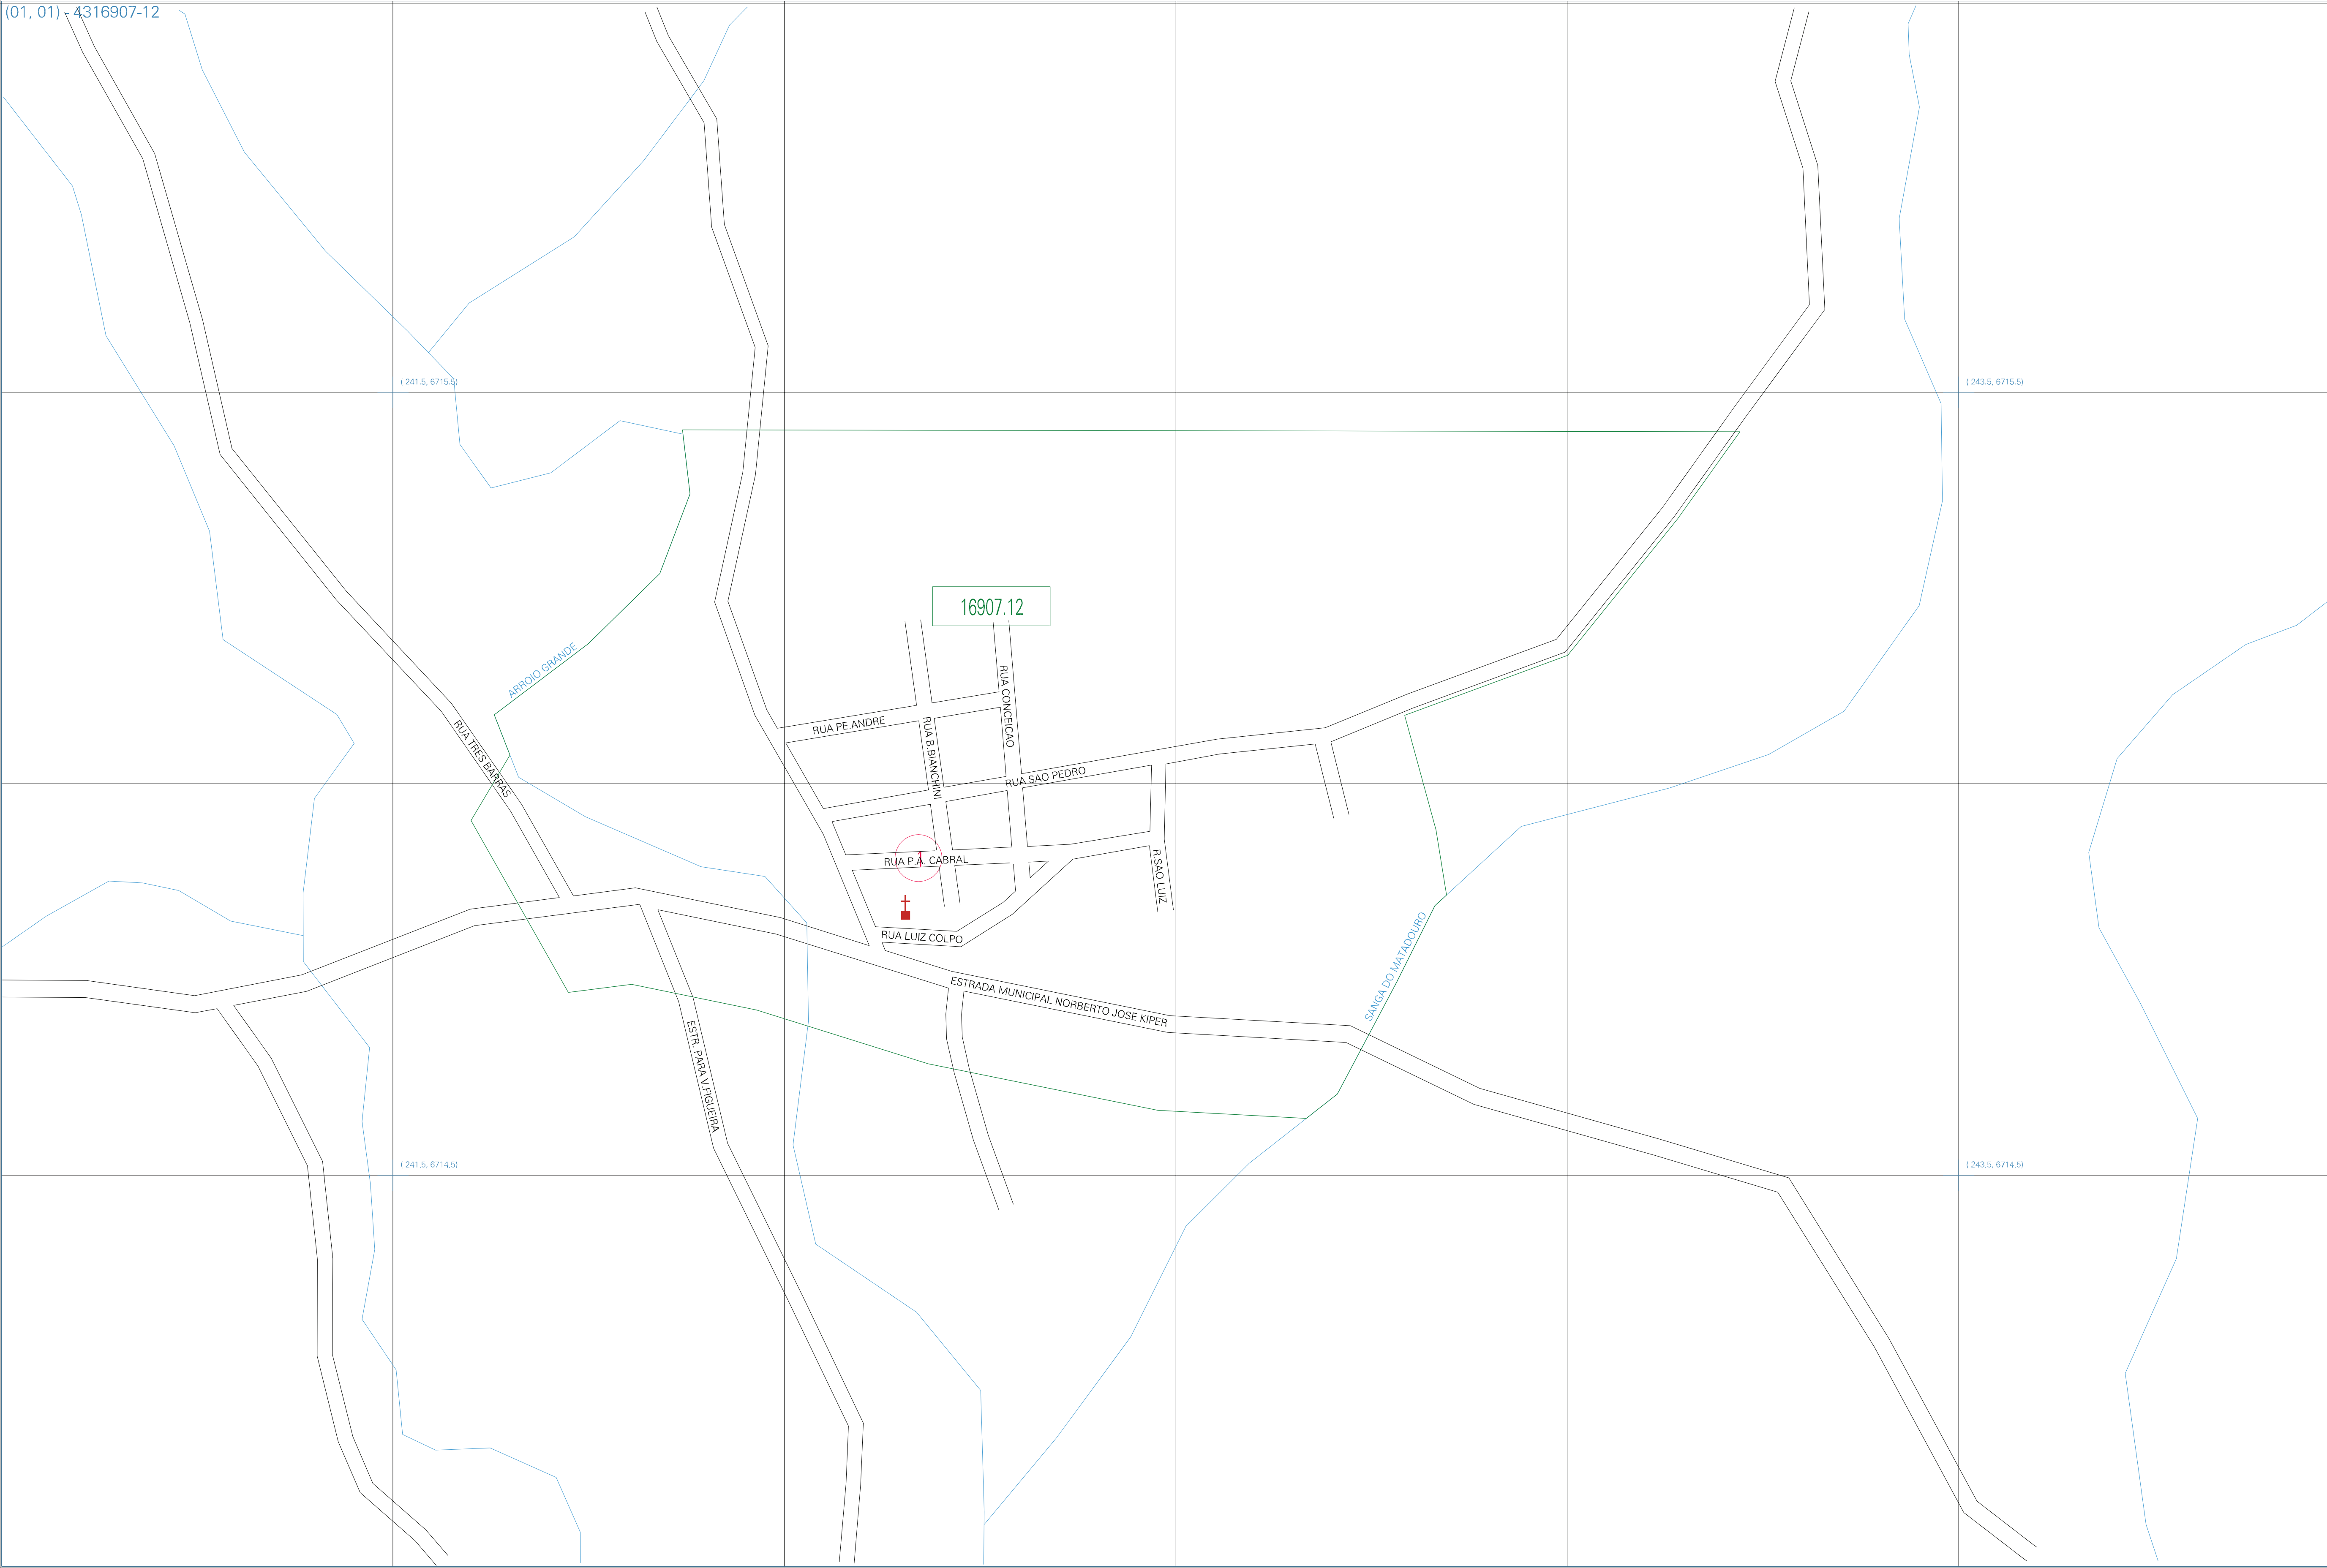 (01, 01) - 4316907-12
( 241.5, 6715.5)
( 243.5, 6715.5)
16907.12
ARROIO GRANDE
RUA CONCEICAO
RUA PE.ANDRE
RUA B.BIANCHINI
RUA TRES BARRAS
RUA SAO PEDRO
RUA P.A. CABRAL
1
R.SAO LUIZ
RUA LUIZ COLPO
SANGA DO MATADOURO
ESTRADA MUNICIPAL NORBERTO JOSE KIPER
ESTR. PARA V.FIGUEIRA
( 241.5, 6714.5)
( 243.5, 6714.5)